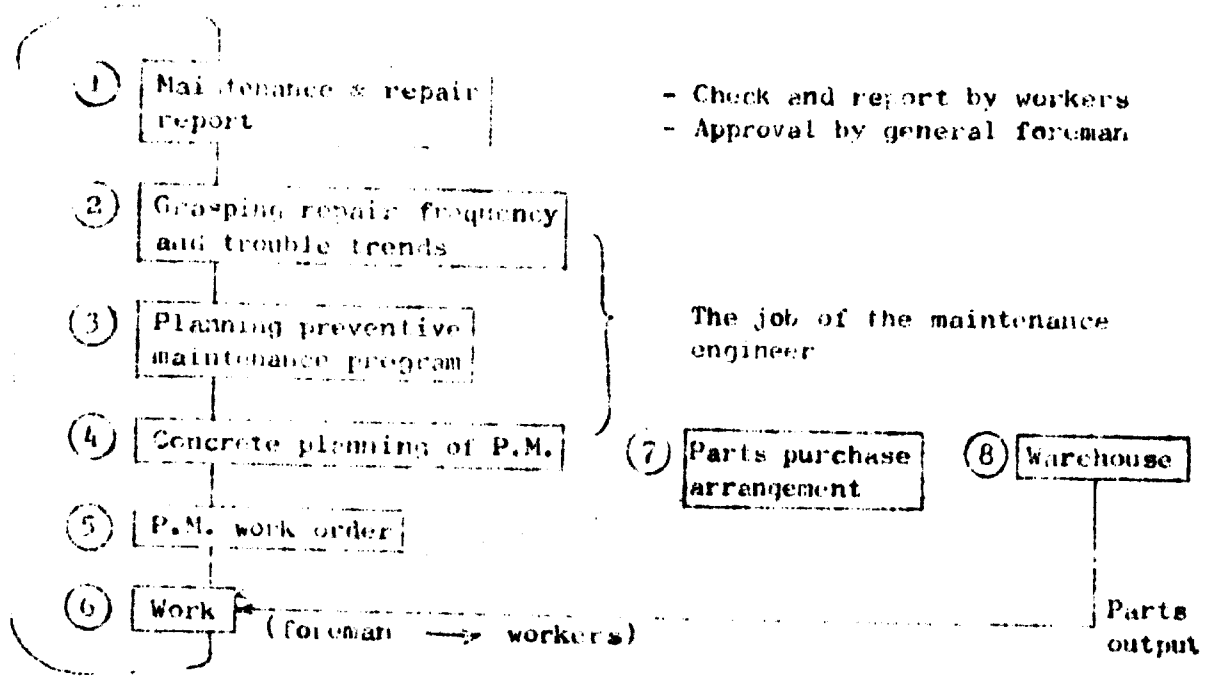 1 Maintenance & repair
report
- Check and report by workers
- Approval by general foreman
2 Grasping repair frequency
and trouble trends
3 Planning preventive
maintenance program
The job of the maintenance
engineer
4 Concrete planning of P.M.
7 Parts purchase
arrangement
8 Warehouse
5 P.M. work order
6 Work
(foreman → workers)
Parts
output